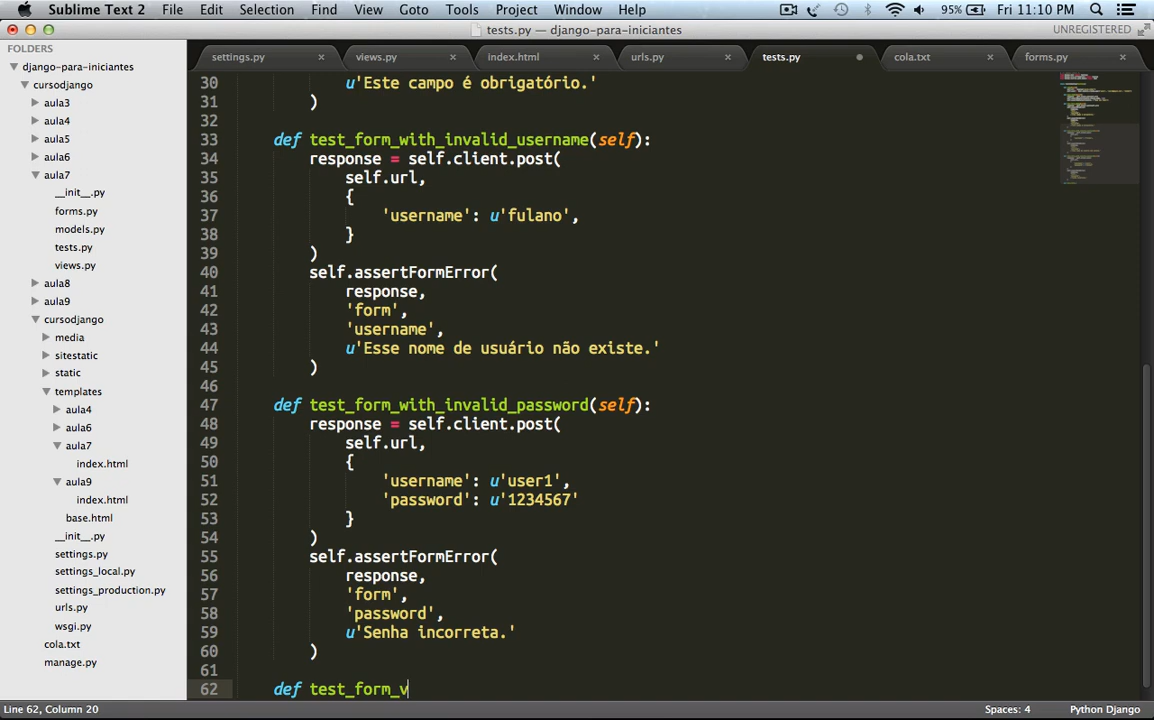 Sublime Text 2 File Edit Selection Find View Goto Tools Project Window Help 95% Fri 11:10 PM
tests.py — django-para-iniciantes UNREGISTERED
FOLDERS
django-para-iniciantes
cursodjango
aula3
aula4
aula5
aula6
aula7
__init__.py
forms.py
models.py
tests.py
views.py
aula8
aula9
cursodjango
media
sitestatic
static
templates
aula4
aula6
aula7
index.html
aula9
index.html
base.html
__init__.py
settings.py
settings_local.py
settings_production.py
urls.py
wsgi.py
cola.txt
manage.py
settings.py × views.py × index.html × urls.py × tests.py cola.txt × forms.py ×
30 u'Este campo é obrigatório.'
31 )
32
33 def test_form_with_invalid_username(self):
34 response = self.client.post(
35 self.url,
36 {
37 'username': u'fulano',
38 }
39 )
40 self.assertFormError(
41 response,
42 'form',
43 'username',
44 u'Esse nome de usuário não existe.'
45 )
46
47 def test_form_with_invalid_password(self):
48 response = self.client.post(
49 self.url,
50 {
51 'username': u'user1',
52 'password': u'1234567'
53 }
54 )
55 self.assertFormError(
56 response,
57 'form',
58 'password',
59 u'Senha incorreta.'
60 )
61
62 def test_form_v
Line 62, Column 20 Spaces: 4 Python Django